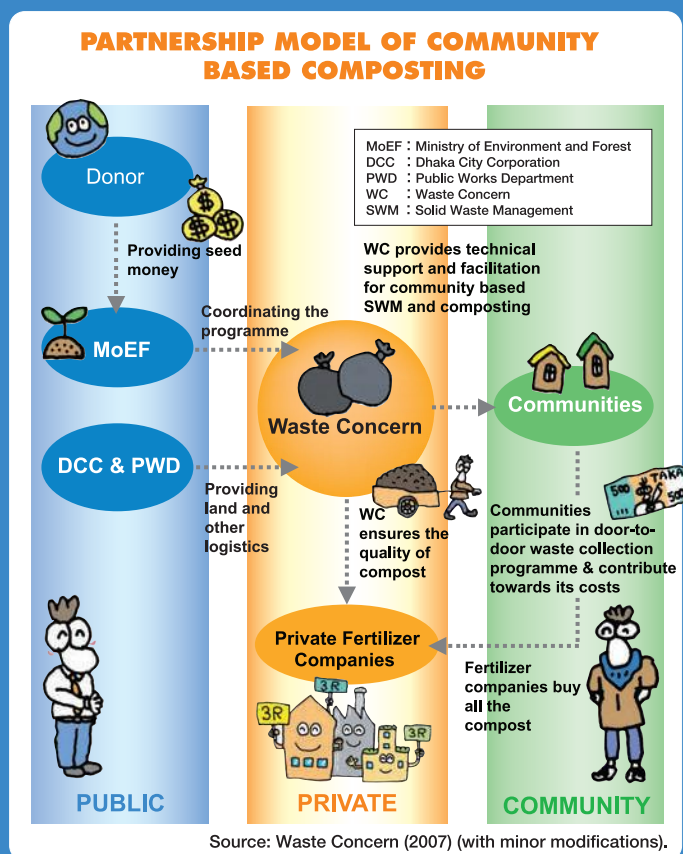 PARTNERSHIP MODEL OF COMMUNITY
BASED COMPOSTING
MoEF : Ministry of Environment and Forest
DCC : Dhaka City Corporation
PWD : Public Works Department
WC : Waste Concern
SWM : Solid Waste Management
Donor
Providing seed
money
WC provides technical
support and facilitation
for community based
SWM and composting
Coordinating the
programme
MoEF
Waste Concern
Communities
DCC & PWD
Providing
land and
other
logistics
WC
ensures the
quality of
compost
500
TAKA
500
Communities
participate in door-to-
door waste collection
programme & contribute
towards its costs
Private Fertilizer
Companies
Fertilizer
companies buy
all the
compost
3R
3R
3R
PUBLIC
PRIVATE
COMMUNITY
Source: Waste Concern (2007) (with minor modifications).